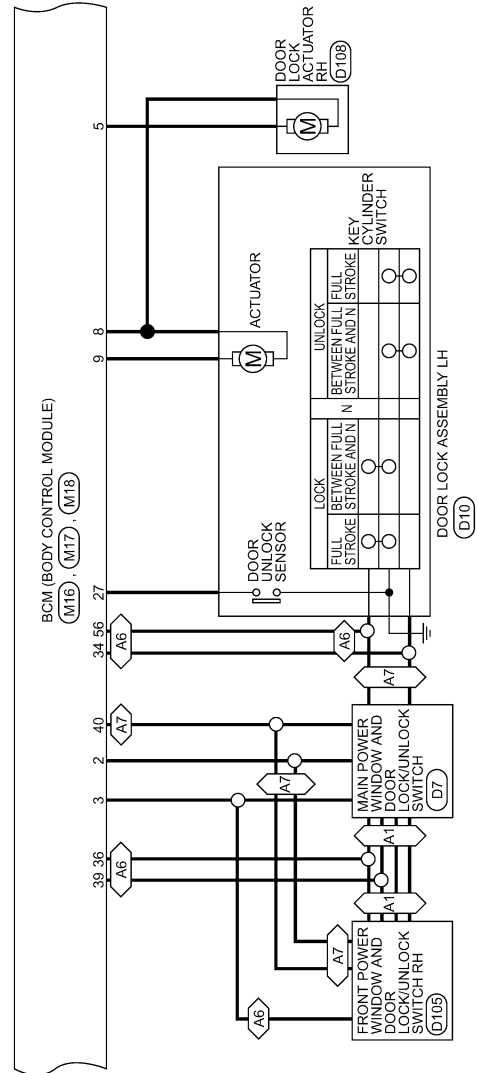 BCM (BODY CONTROL MODULE)
M16 , M17 , M18
39 36 3 2 40 34 56 27 9 8 5
A6
A7
A6
DOOR
LOCK
ACTUATOR
RH
D108
M
ACTUATOR
M
DOOR
UNLOCK
SENSOR
KEY
CYLINDER
SWITCH
LOCK
N
UNLOCK
FULL
STROKE
BETWEEN FULL
STROKE AND N
BETWEEN FULL
STROKE AND N
FULL
STROKE
DOOR LOCK ASSEMBLY LH
D10
A6
A7
A7
A7
A6
A1
A1
MAIN POWER
WINDOW AND
DOOR
LOCK/UNLOCK
SWITCH
D7
FRONT POWER
WINDOW AND
DOOR
LOCK/UNLOCK
SWITCH RH
D105